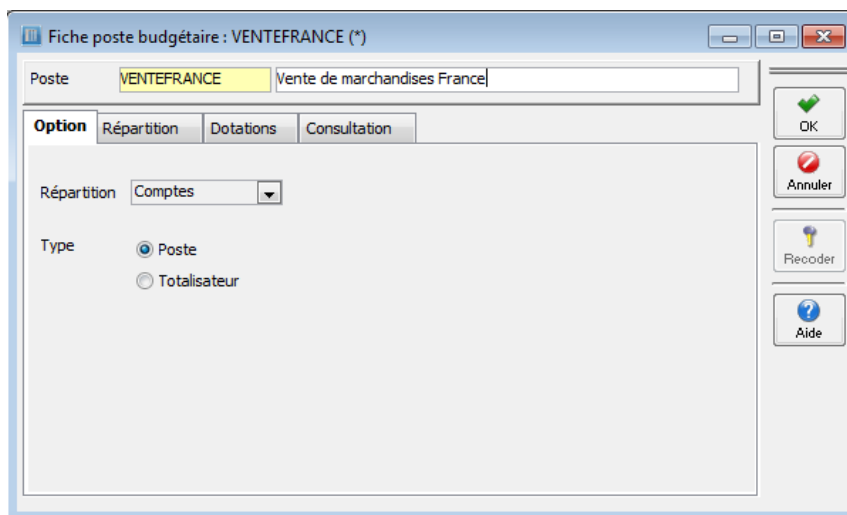 Fiche poste budgétaire : VENTEFRANCE (*)
Poste VENTEFRANCE Vente de marchandises France
Option Répartition Dotations Consultation
Répartition Comptes
Type Poste
Totalisateur
OK
Annuler
Recoder
Aide